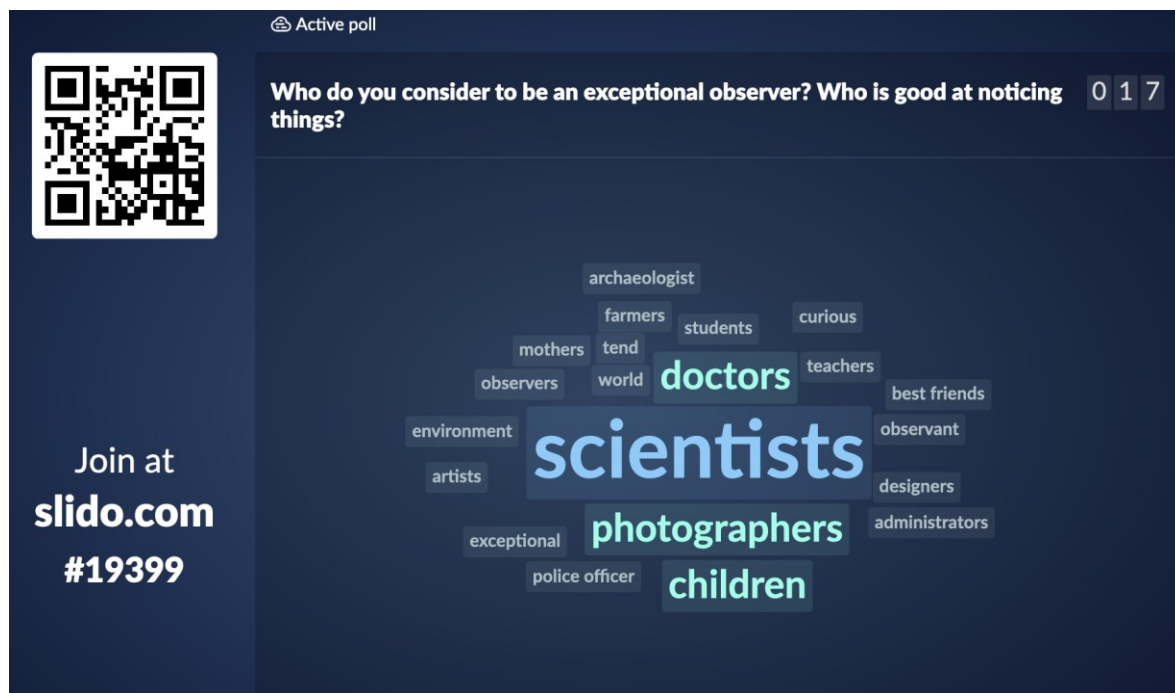 Active poll
Who do you consider to be an exceptional observer? Who is good at noticing
things?
0 1 7
archaeologist
farmers
students
curious
mothers
tend
doctors
teachers
observers
world
best friends
environment
scientists
observant
artists
designers
photographers
administrators
exceptional
police officer
children
Join at
slido.com
#19399